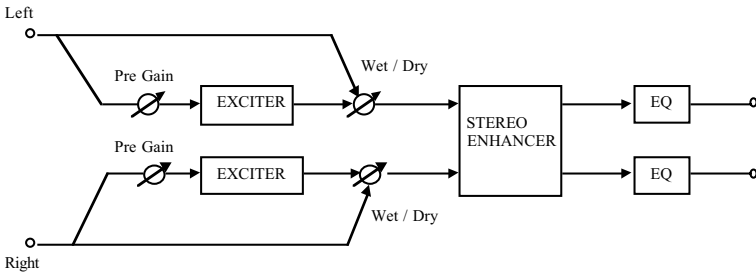 Left
Pre Gain
Wet / Dry
EXCITER
EQ
STEREO
ENHANCER
Pre Gain
EXCITER
EQ
Wet / Dry
Right